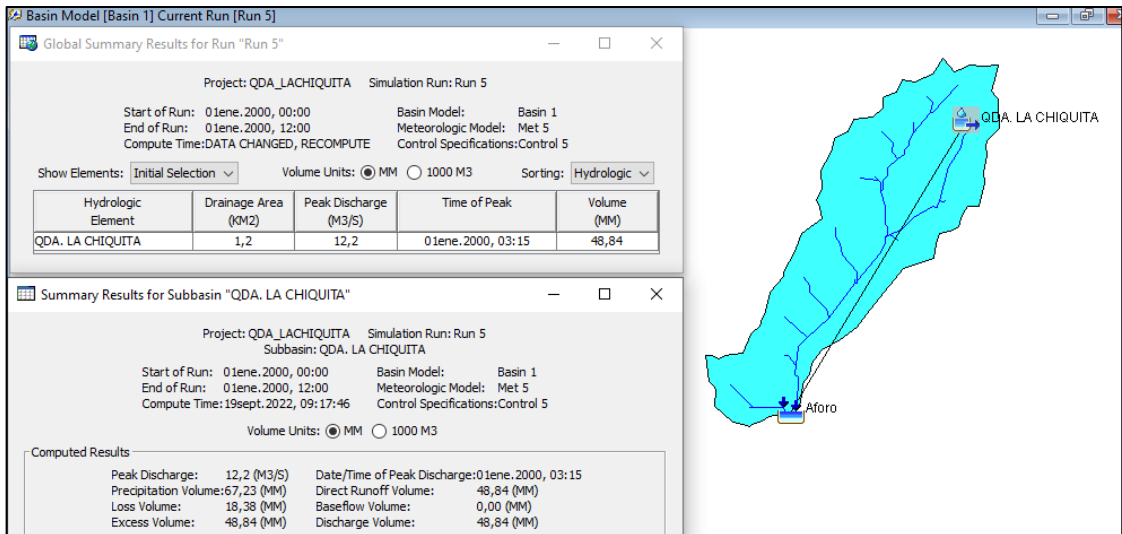 Basin Model [Basin 1] Current Run [Run 5]
Global Summary Results for Run "Run 5"
Project: QDA_LACHIQUITA Simulation Run: Run 5
Start of Run: 01ene.2000, 00:00 Basin Model: Basin 1
End of Run: 01ene.2000, 12:00 Meteorologic Model: Met 5
Compute Time:DATA CHANGED, RECOMPUTE Control Specifications:Control 5
Show Elements: Initial Selection Volume Units: MM 1000 M3 Sorting: Hydrologic
Hydrologic Element Drainage Area (KM2) Peak Discharge (M3/S) Time of Peak Volume (MM)
QDA. LA CHIQUITA 1,2 12,2 01ene.2000, 03:15 48,84
Summary Results for Subbasin "QDA. LA CHIQUITA"
Project: QDA_LACHIQUITA Simulation Run: Run 5
Subbasin: QDA. LA CHIQUITA
Start of Run: 01ene.2000, 00:00 Basin Model: Basin 1
End of Run: 01ene.2000, 12:00 Meteorologic Model: Met 5
Compute Time:19sept.2022, 09:17:46 Control Specifications:Control 5
Volume Units: MM 1000 M3
Computed Results
Peak Discharge: 12,2 (M3/S) Date/Time of Peak Discharge:01ene.2000, 03:15
Precipitation Volume:67,23 (MM) Direct Runoff Volume: 48,84 (MM)
Loss Volume: 18,38 (MM) Baseflow Volume: 0,00 (MM)
Excess Volume: 48,84 (MM) Discharge Volume: 48,84 (MM)
QDA. LA CHIQUITA
Aforo